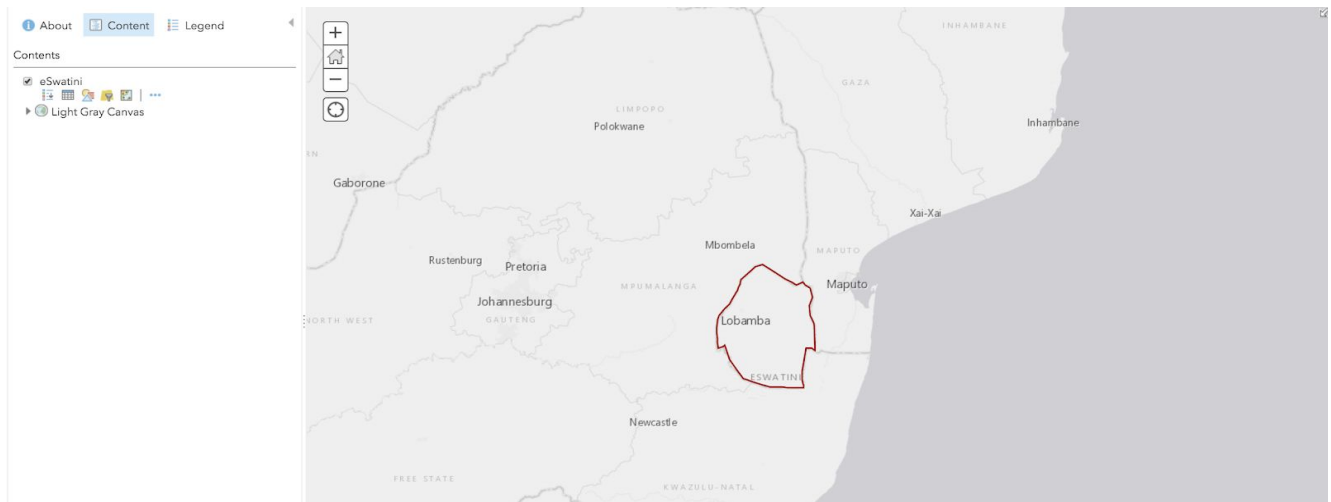 About Content Legend
Contents
eSwatini
Light Gray Canvas
INHAMBANE
GAZA
LIMPOPO
Polokwane
Inhambane
EN
Gaborone
Xai-Xai
Mbombela
MAPUTO
Rustenburg
Pretoria
MPUMALANGA
Maputo
Johannesburg
GAUTENG
NORTH WEST
Lobamba
ESWATINI
Newcastle
FREE STATE
KWAZULU-NATAL